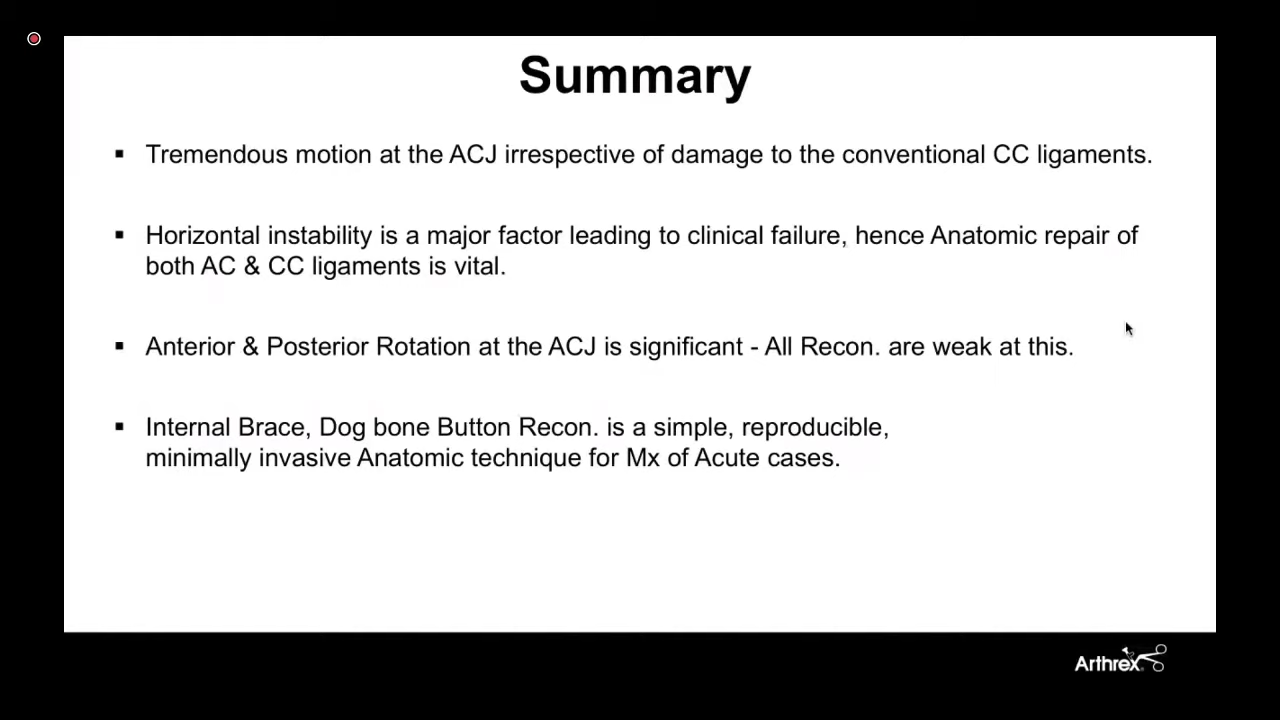 Summary
▪ Tremendous motion at the ACJ irrespective of damage to the conventional CC ligaments.
▪ Horizontal instability is a major factor leading to clinical failure, hence Anatomic repair of
both AC & CC ligaments is vital.
▪ Anterior & Posterior Rotation at the ACJ is significant - All Recon. are weak at this.
▪ Internal Brace, Dog bone Button Recon. is a simple, reproducible,
minimally invasive Anatomic technique for Mx of Acute cases.
Arthrex